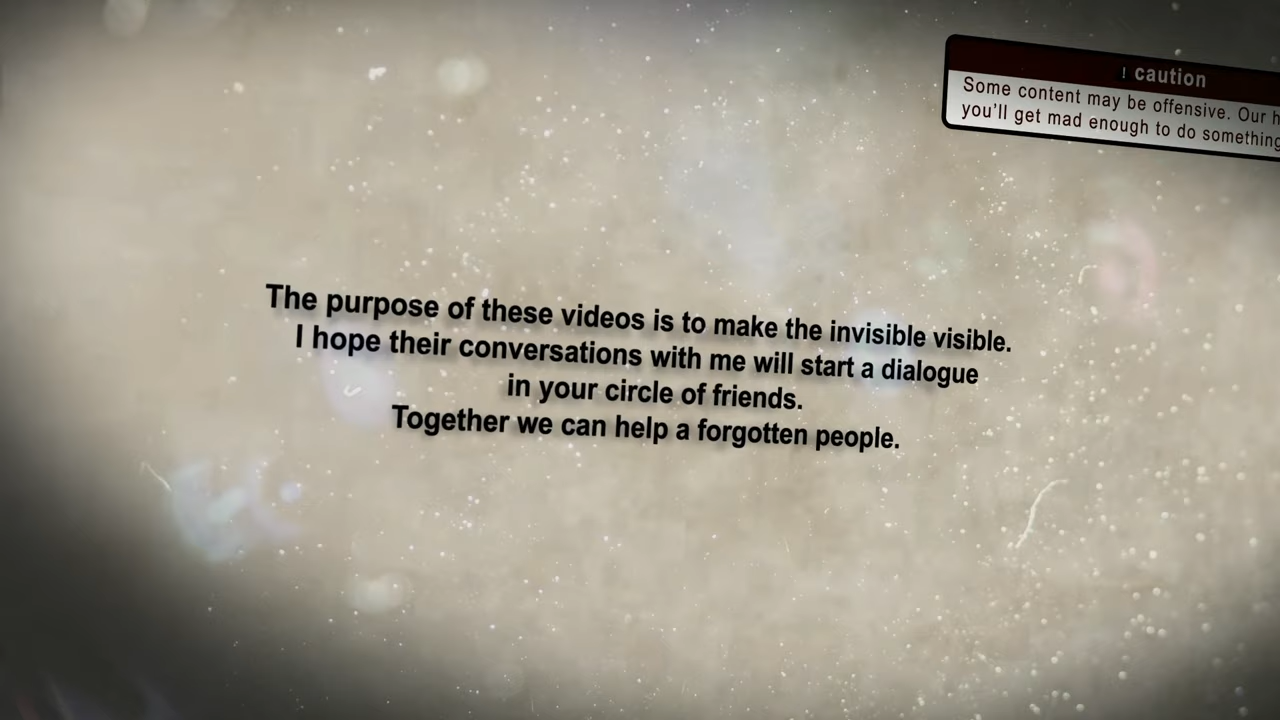 ! caution
Some content may be offensive. Our
you'll get mad enough to do something
The purpose of these videos is to make the invisible visible.
I hope their conversations with me will start a dialogue
in your circle of friends.
Together we can help a forgotten people.